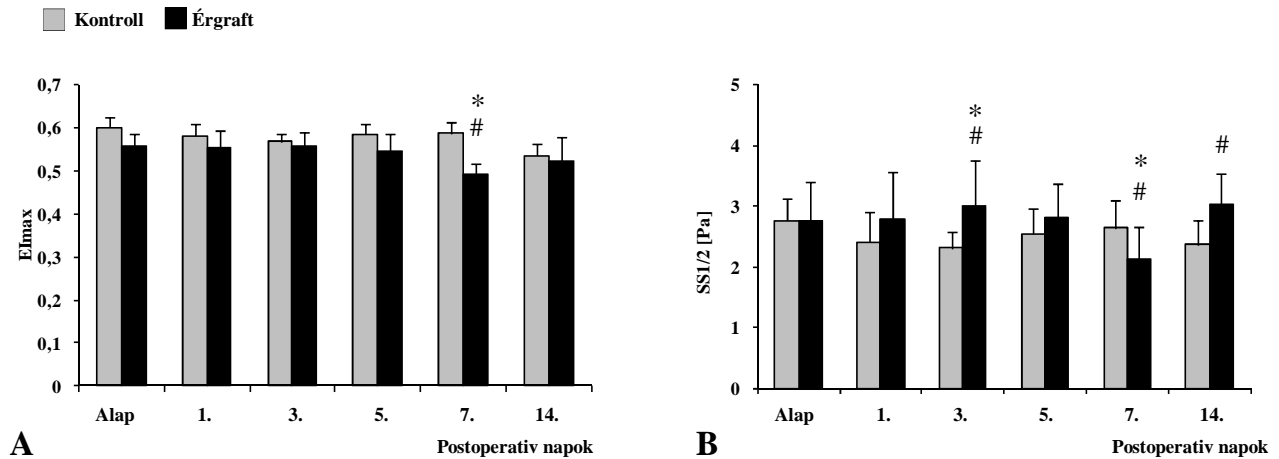 Kontroll Érgraft
0,7
0,6
0,5
0,4
0,3
0,2
0,1
0
EImax
*
#
Alap 1. 3. 5. 7. 14.
A
Postoperativ napok
5
4
3
2
1
0
SS1/2 [Pa]
*
#
*
#
#
Alap 1. 3. 5. 7. 14.
B
Postoperativ napok